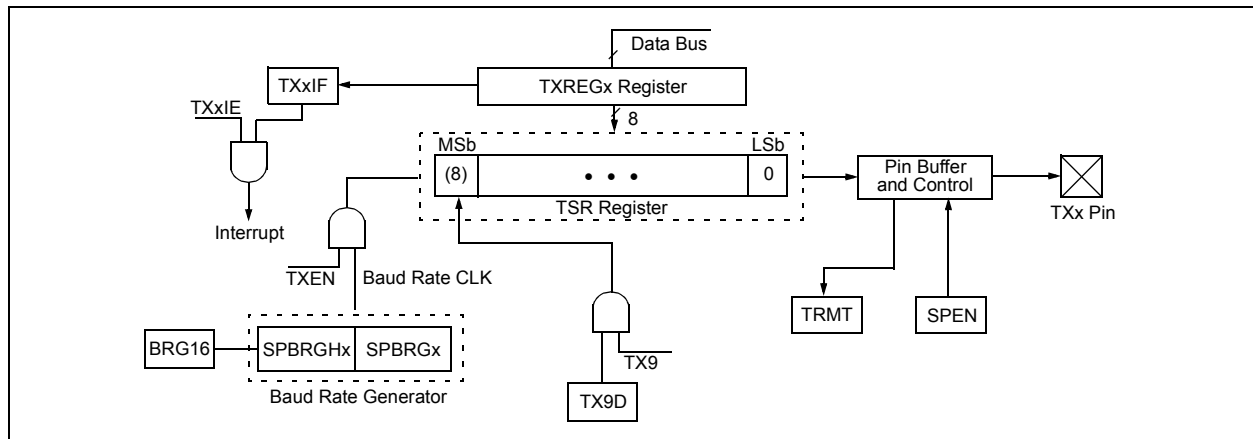 Data Bus
TXxIF
TXREGx Register
TXxIE
8
MSb
LSb
(8)
• • •
0
Pin Buffer
and Control
TSR Register
TXx Pin
Interrupt
TXEN
Baud Rate CLK
TRMT
SPEN
BRG16
SPBRGHx
SPBRGx
TX9
Baud Rate Generator
TX9D